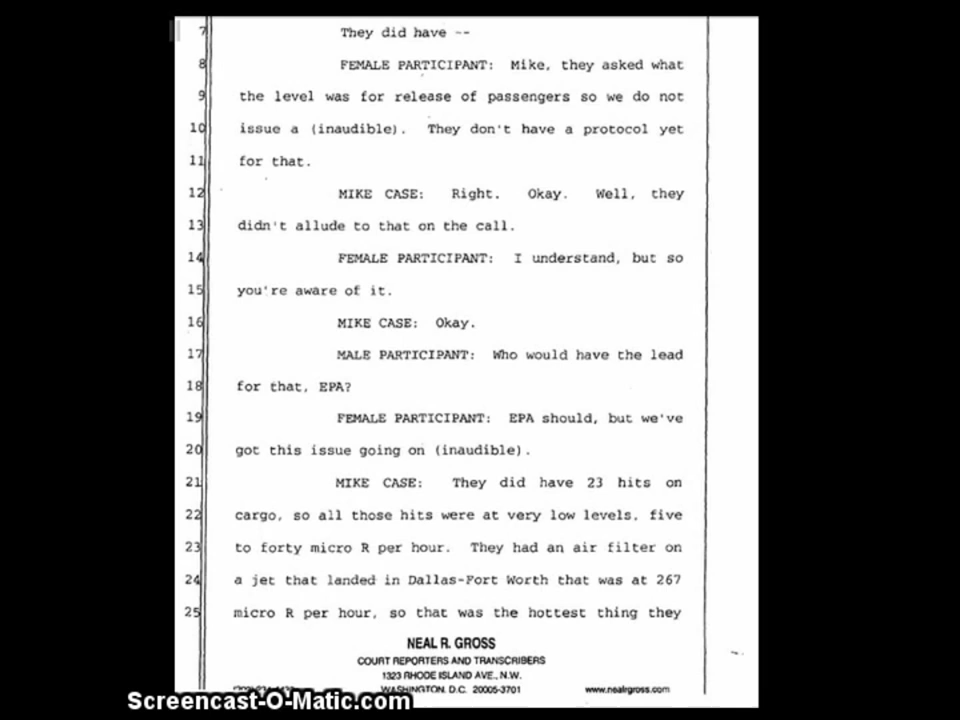 7 They did have --
8 FEMALE PARTICIPANT: Mike, they asked what
9 the level was for release of passengers so we do not
10 issue a (inaudible). They don't have a protocol yet
11 for that.
12 MIKE CASE: Right. Okay. Well, they
13 didn't allude to that on the call.
14 FEMALE PARTICIPANT: I understand, but so
15 you're aware of it.
16 MIKE CASE: Okay.
17 MALE PARTICIPANT: Who would have the lead
18 for that, EPA?
19 FEMALE PARTICIPANT: EPA should, but we've
20 got this issue going on (inaudible).
21 MIKE CASE: They did have 23 hits on
22 cargo, so all those hits were at very low levels, five
23 to forty micro R per hour. They had an air filter on
24 a jet that landed in Dallas-Fort Worth that was at 267
25 micro R per hour, so that was the hottest thing they
NEAL R. GROSS
COURT REPORTERS AND TRANSCRIBERS
1323 RHODE ISLAND AVE., N.W.
WASHINGTON, D.C. 20005-3701 www.nealrgross.com
Screencast-O-Matic.com